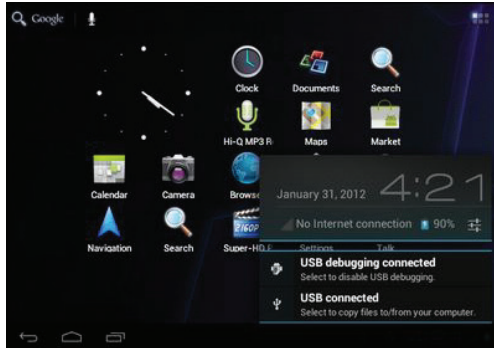 Google
Clock Documents Search
Hi-Q MP3 R Maps Market
Calendar Camera Browse
January 31, 2012 4:21
No Internet connection 90%
Navigation Search Super-HD Settings Talk
USB debugging connected
Select to disable USB debugging.
USB connected
Select to copy files to/from your computer.